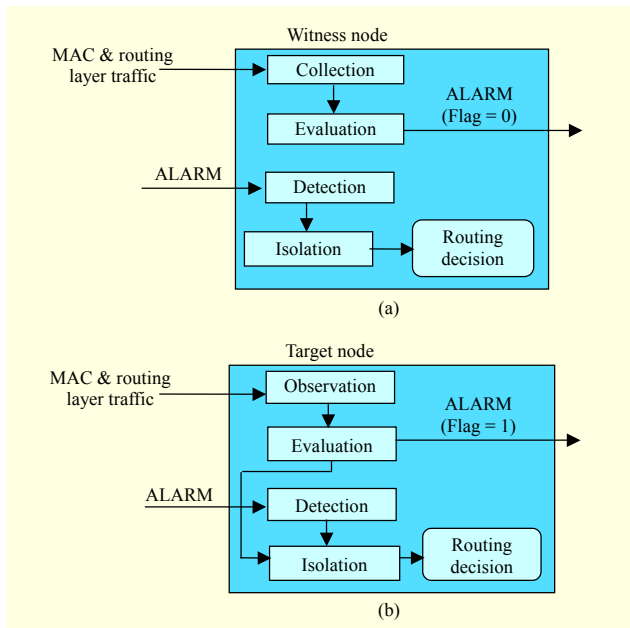 Witness node
MAC & routing
layer traffic
Collection
ALARM
(Flag = 0)
Evaluation
ALARM
Detection
Isolation
Routing
decision
(a)
Target node
MAC & routing
layer traffic
Observation
ALARM
(Flag = 1)
Evaluation
ALARM
Detection
Isolation
Routing
decision
(b)